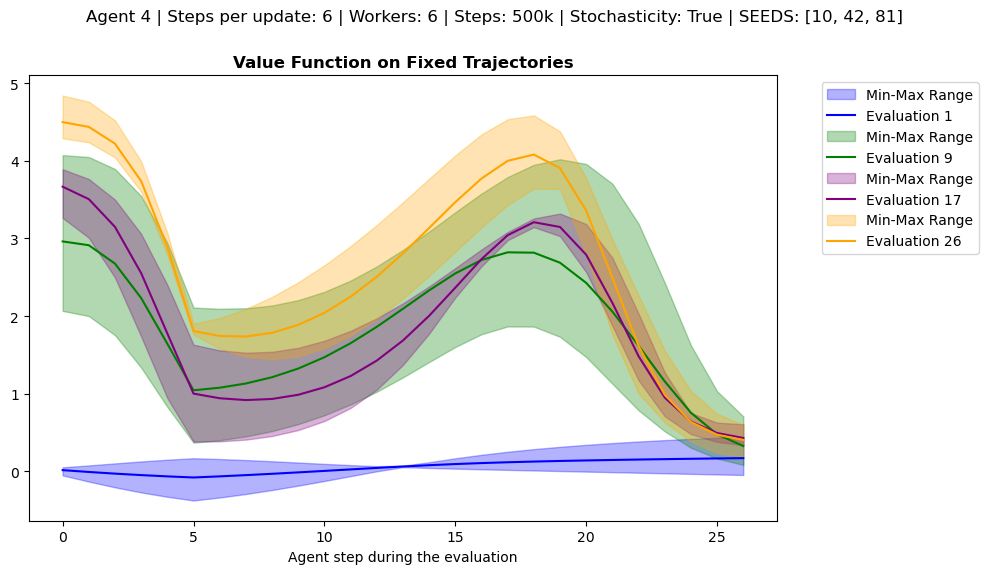 Agent 4 | Steps per update: 6 | Workers: 6 | Steps: 500k | Stochasticity: True | SEEDS: [10, 42, 81]
Value Function on Fixed Trajectories
5
4
3
2
1
0
0 5 10 15 20 25
Agent step during the evaluation
Min-Max Range
Evaluation 1
Min-Max Range
Evaluation 9
Min-Max Range
Evaluation 17
Min-Max Range
Evaluation 26